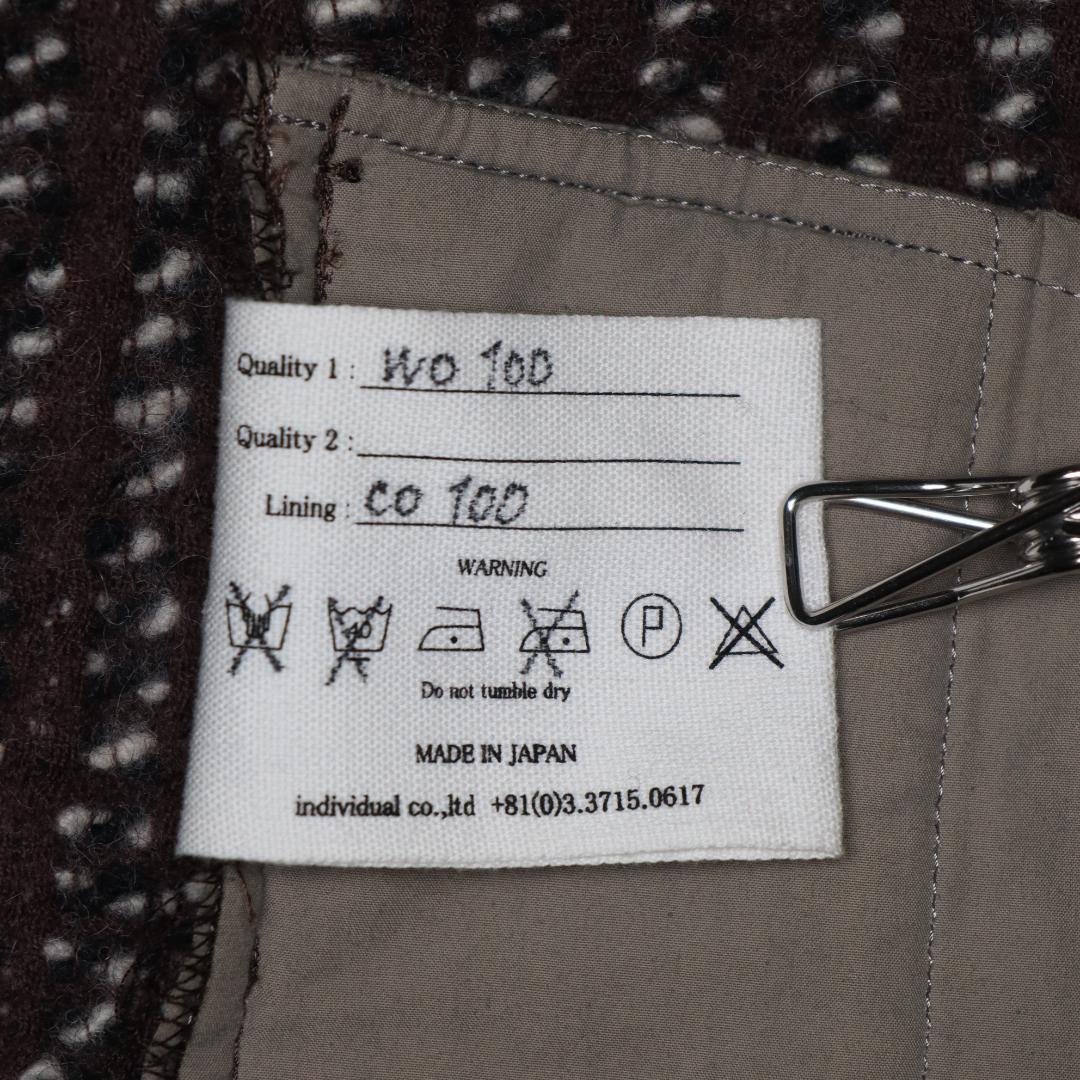 Quality 1 : WO 100
Quality 2 :
Lining : CO 100
WARNING
40 P
Do not tumble dry
MADE IN JAPAN
individual co.,ltd +81(0)3.3715.0617